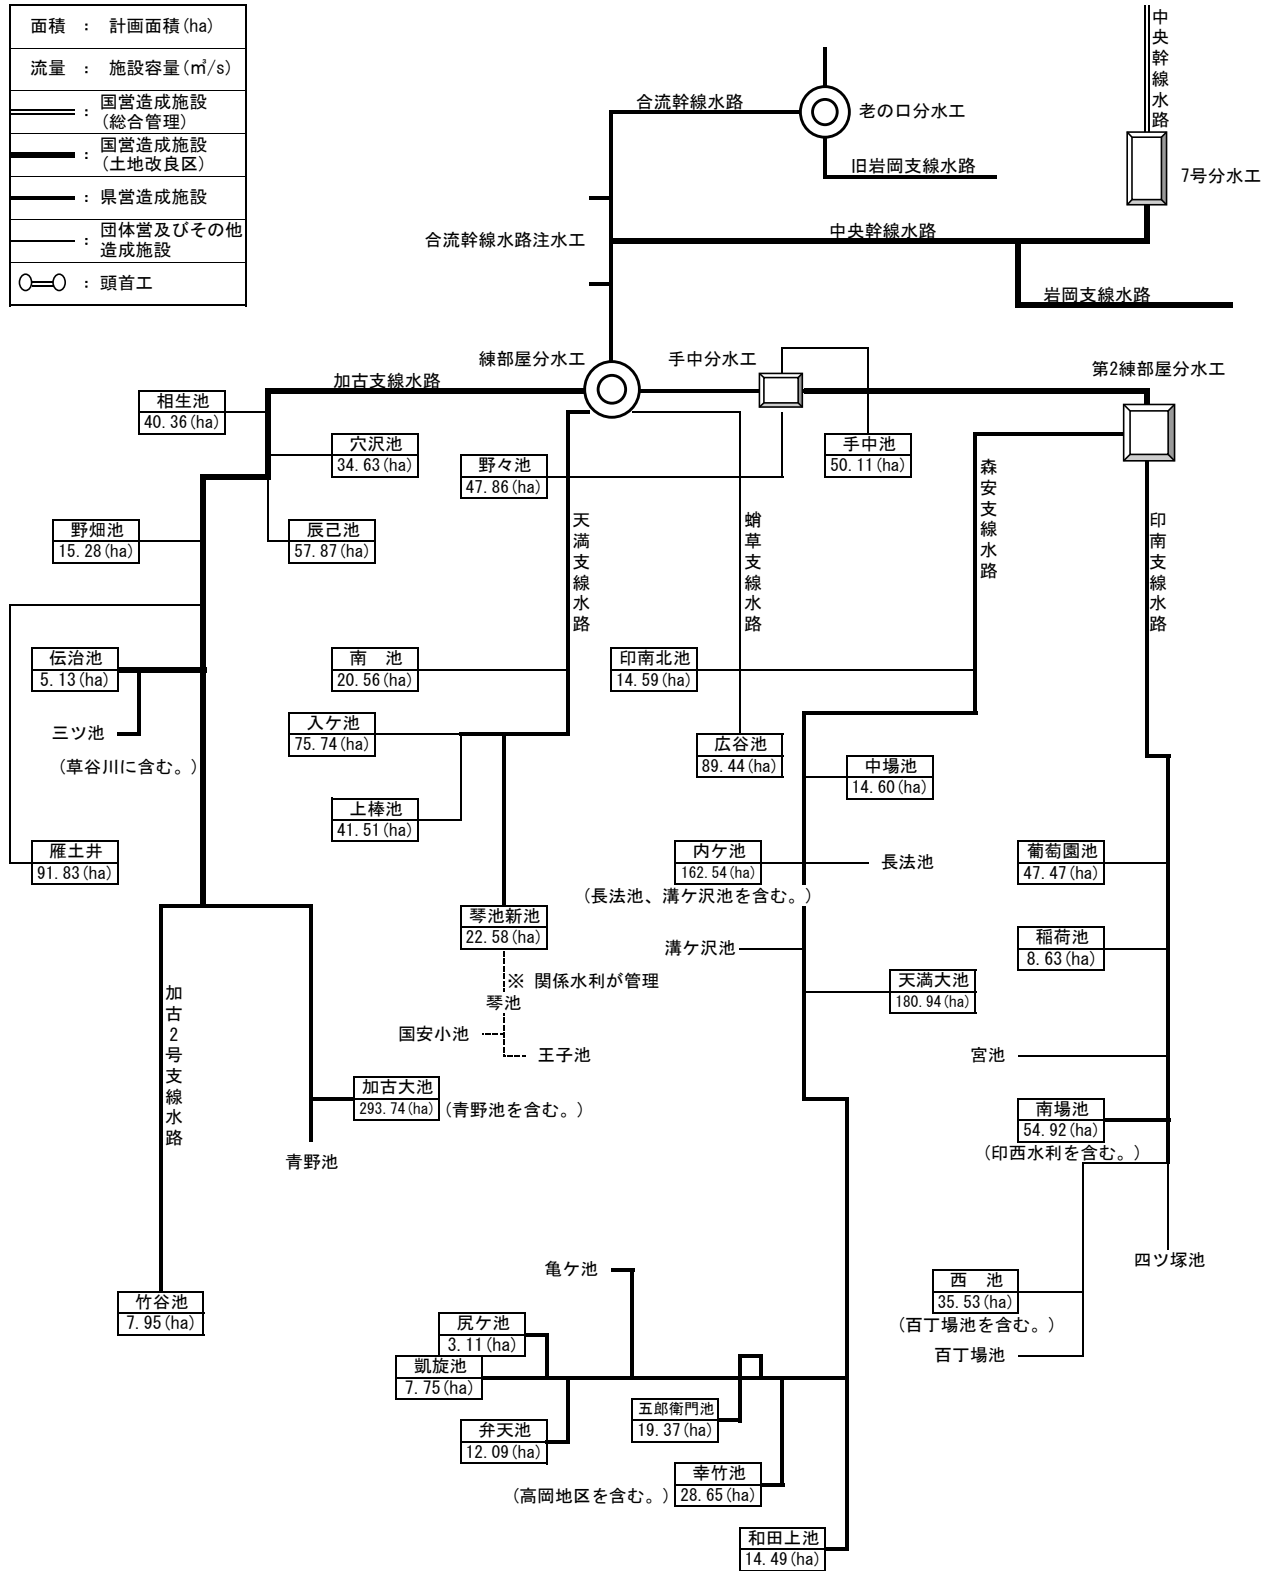 面積 : 計画面積(ha)
流量 : 施設容量(㎥/s)
: 国営造成施設
(総合管理)
: 国営造成施設
(土地改良区)
: 県営造成施設
: 団体営及びその他
造成施設
: 頭首工
中央幹線水路
合流幹線水路
老の口分水工
旧岩岡支線水路
7号分水工
合流幹線水路注水工
中央幹線水路
岩岡支線水路
練部屋分水工
手中分水工
第2練部屋分水工
加古支線水路
相生池
40.36(ha)
穴沢池
34.63(ha)
野々池
47.86(ha)
手中池
50.11(ha)
森安支線水路
野畑池
15.28(ha)
辰己池
57.87(ha)
天満支線水路
蛸草支線水路
印南支線水路
伝治池
5.13(ha)
南 池
20.56(ha)
印南北池
14.59(ha)
三ツ池
(草谷川に含む。)
入ケ池
75.74(ha)
広谷池
89.44(ha)
中場池
14.60(ha)
上棒池
41.51(ha)
雁土井
91.83(ha)
内ケ池
162.54(ha)
(長法池、溝ケ沢池を含む。)
長法池
葡萄園池
47.47(ha)
琴池新池
22.58(ha)
溝ケ沢池
稲荷池
8.63(ha)
※ 関係水利が管理
琴池
天満大池
180.94(ha)
加古2号支線水路
国安小池
王子池
宮池
加古大池
293.74(ha)
(青野池を含む。)
南場池
54.92(ha)
(印西水利を含む。)
青野池
四ツ塚池
亀ケ池
西 池
35.53(ha)
(百丁場池を含む。)
竹谷池
7.95(ha)
尻ケ池
3.11(ha)
百丁場池
凱旋池
7.75(ha)
五郎衛門池
19.37(ha)
弁天池
12.09(ha)
幸竹池
28.65(ha)
(高岡地区を含む。)
和田上池
14.49(ha)